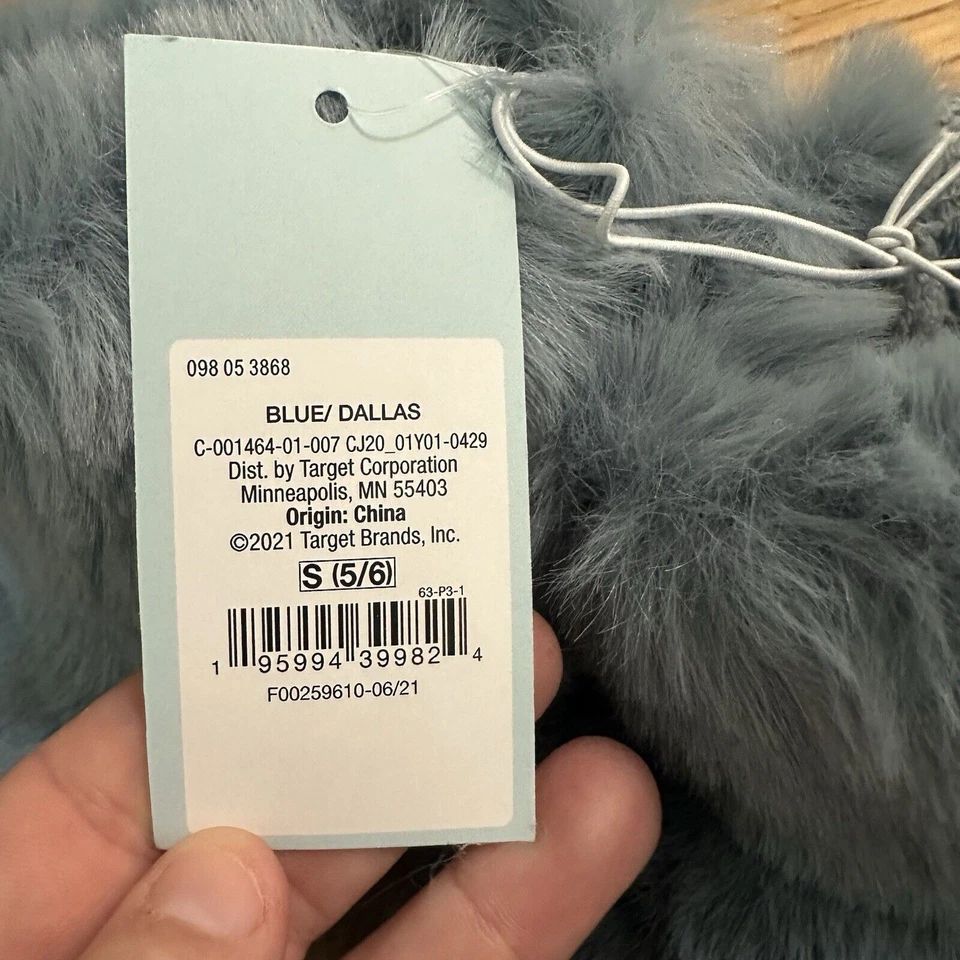 098 05 3868
BLUE/ DALLAS
C-001464-01-007 CJ20_01Y01-0429
Dist. by Target Corporation
Minneapolis, MN 55403
Origin: China
©2021 Target Brands, Inc.
S (5/6)
63-P3-1
1 95994 39982 4
F00259610-06/21